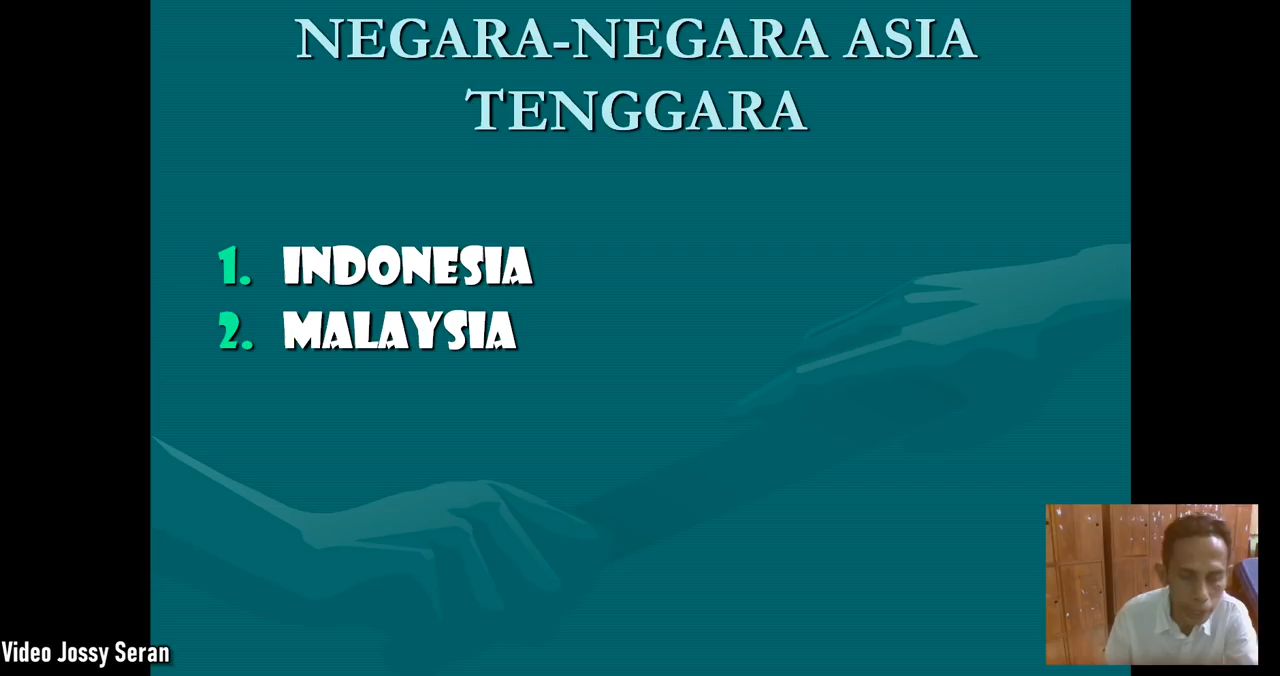 NEGARA-NEGARA ASIA
TENGGARA
1. INDONESIA
2. MALAYSIA
Video Jossy Seran